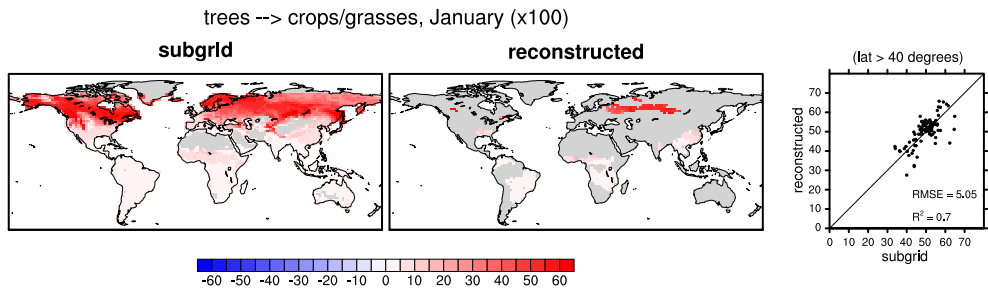 trees --> crops/grasses, January (x100)
subgrid
reconstructed
(lat > 40 degrees)
70
60
50
40
30
20
10
0
reconstructed
RMSE = 5.05
R² = 0.7
0 10 20 30 40 50 60 70
subgrid
-60 -50 -40 -30 -20 -10 0 10 20 30 40 50 60